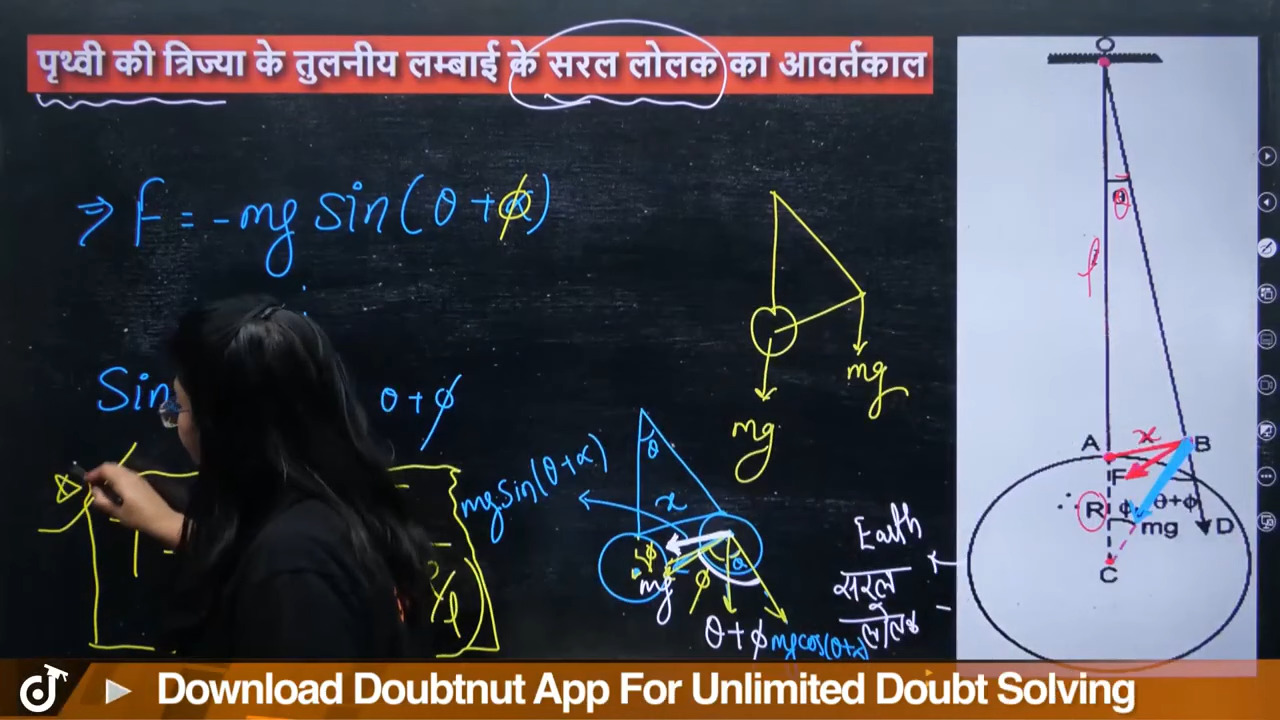 पृथ्वी की त्रिज्या के तुलनीय लम्बाई के सरल लोलक का आवर्तकाल
⇒ F = -mg sin(θ + ϕ)
Sin
θ + ϕ
mg
mg
θ
x
mg sin(θ+α)
ϕ
mg
ϕ
θ + ϕ
mg cos(θ+α)
Earth
सरल
लोलक
O
θ
l
A
x
B
F
∴ R
ϕ
θ+ϕ
mg
D
C
Download Doubtnut App For Unlimited Doubt Solving